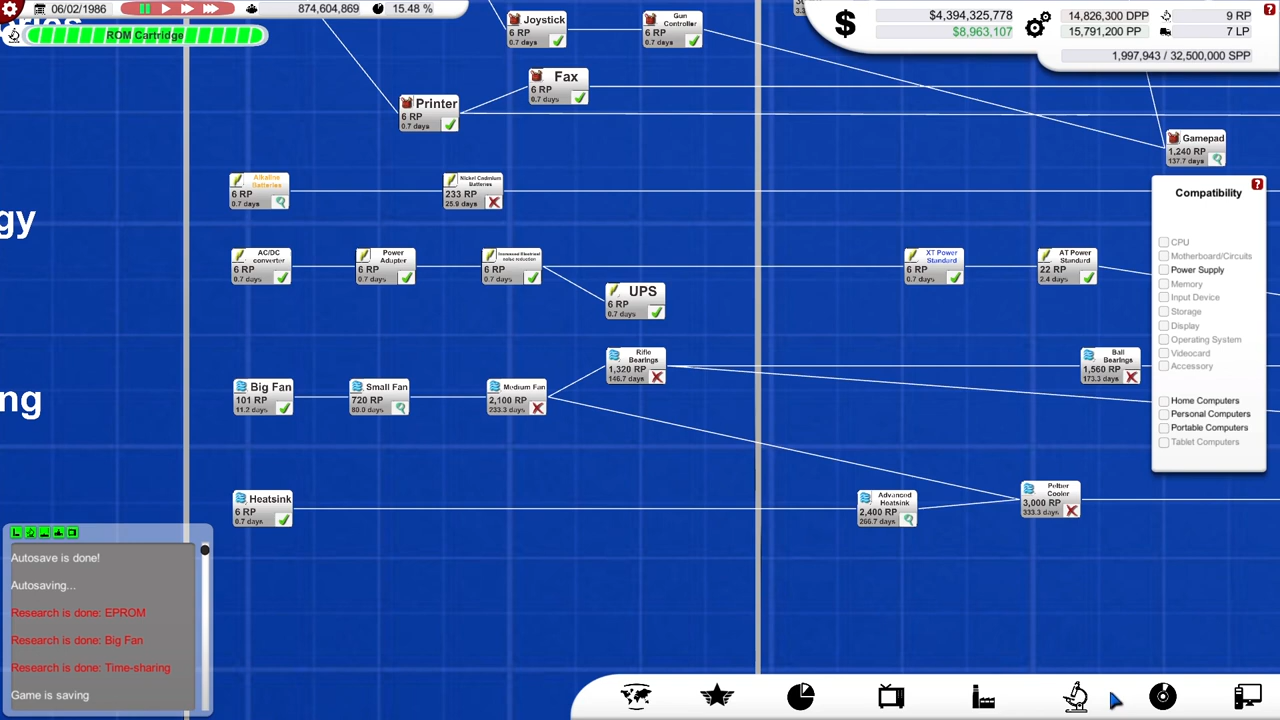 06/02/1986
874,604,869
15.48 %
ROM Cartridge
Joystick
6 RP
0.7 days
Gun
Controller
6 RP
0.7 days
$
$4,394,325,778
$8,963,107
14,826,300 DPP
9 RP
15,791,200 PP
7 LP
1,997,943 / 32,500,000 SPP
?
Fax
6 RP
0.7 days
Printer
6 RP
0.7 days
Gamepad
1,240 RP
137.7 days
Alkaline
Batteries
6 RP
0.7 days
Nickel Cadmium
Batteries
233 RP
25.9 days
gy
AC/DC
converter
6 RP
0.7 days
Power
Adapter
6 RP
0.7 days
Increased Electrical
noise reduction
6 RP
0.7 days
UPS
6 RP
0.7 days
XT Power
Standard
6 RP
0.7 days
AT Power
Standard
22 RP
2.4 days
Compatibility
?
CPU
Motherboard/Circuits
Power Supply
Memory
Input Device
Storage
Display
Operating System
Videocard
Accessory
Home Computers
Personal Computers
Portable Computers
Tablet Computers
ng
Big Fan
101 RP
11.2 days
Small Fan
720 RP
80.0 days
Medium Fan
2,100 RP
233.3 days
Rifle
Bearings
1,320 RP
146.7 days
Ball
Bearings
1,560 RP
173.3 days
Heatsink
6 RP
0.7 days
Advanced
Heatsink
2,400 RP
266.7 days
Peltier
Cooler
3,000 RP
333.3 days
Autosave is done!
Autosaving...
Research is done: EPROM
Research is done: Big Fan
Research is done: Time-sharing
Game is saving